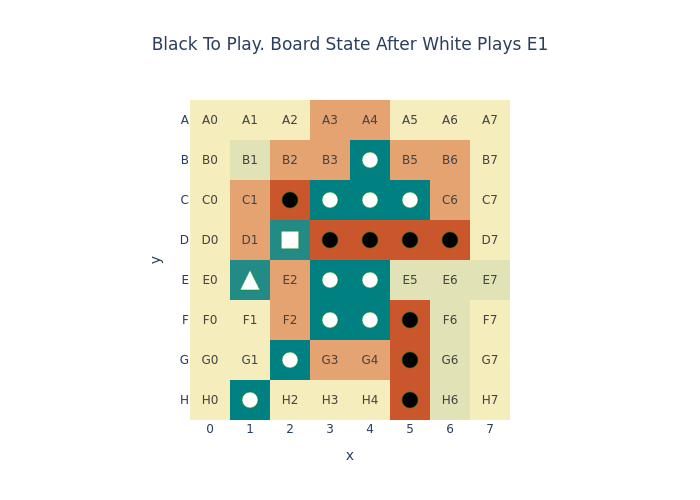 Black To Play. Board State After White Plays E1
A A0 A1 A2 A3 A4 A5 A6 A7
B B0 B1 B2 B3 B5 B6 B7
C C0 C1 C6 C7
D D0 D1 D7
E E0 E2 E5 E6 E7
F F0 F1 F2 F6 F7
G G0 G1 G3 G4 G6 G7
H H0 H2 H3 H4 H6 H7
0 1 2 3 4 5 6 7
x
y